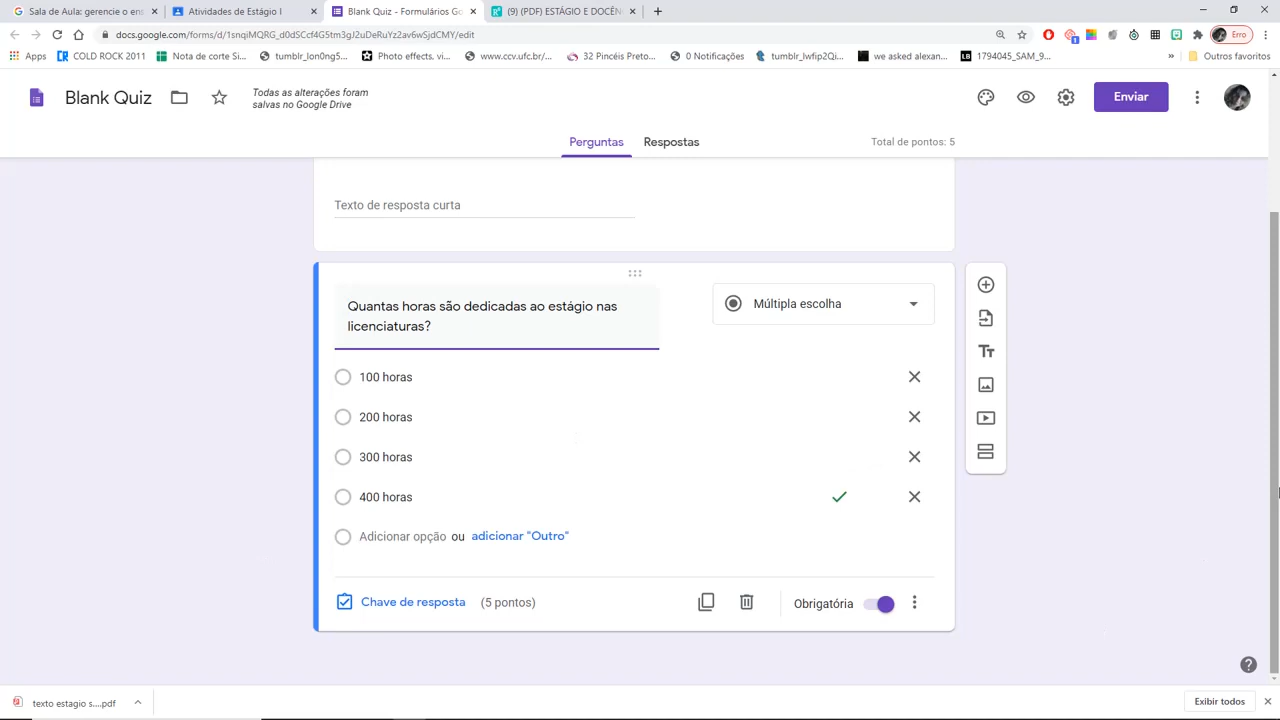 Sala de Aula: gerencie o ens
Atividades de Estágio I
Blank Quiz - Formulários Go
(9) (PDF) ESTÁGIO E DOCÊN
docs.google.com/forms/d/1snqiMQRG_d0dSCcf4G5tm3gJ2uDeRuYz2av6wSjdCMY/edit
Erro
Apps
COLD ROCK 2011
Nota de corte Si...
tumblr_lon0ng5...
Photo effects, vi...
www.ccv.ufc.br/...
32 Pincéis Preto...
0 Notificações
tumblr_lwfip2Qi...
we asked alexan...
1794045_SAM_9...
»
Outros favoritos
Blank Quiz
Todas as alterações foram
salvas no Google Drive
Enviar
Perguntas
Respostas
Total de pontos: 5
Texto de resposta curta
Quantas horas são dedicadas ao estágio nas
licenciaturas?
Múltipla escolha
100 horas
200 horas
300 horas
400 horas
Adicionar opção ou adicionar "Outro"
Chave de resposta (5 pontos)
Obrigatória
texto estagio s....pdf
Exibir todos